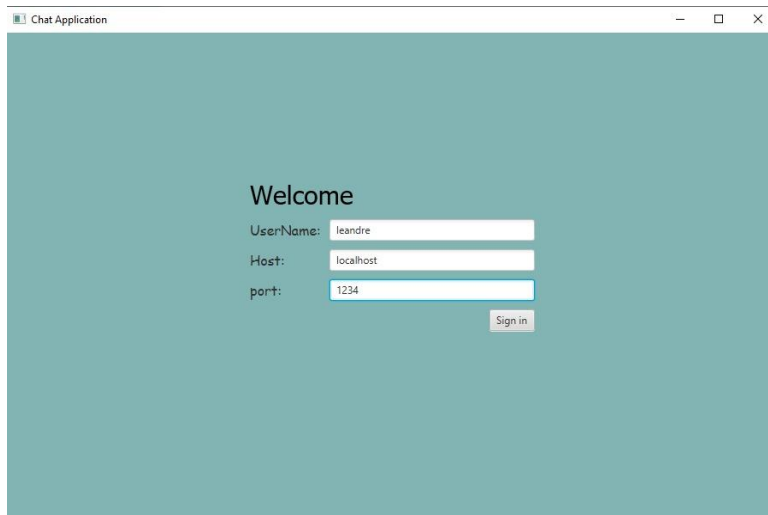 Chat Application
Welcome
UserName: leandre
Host: localhost
port: 1234
Sign in